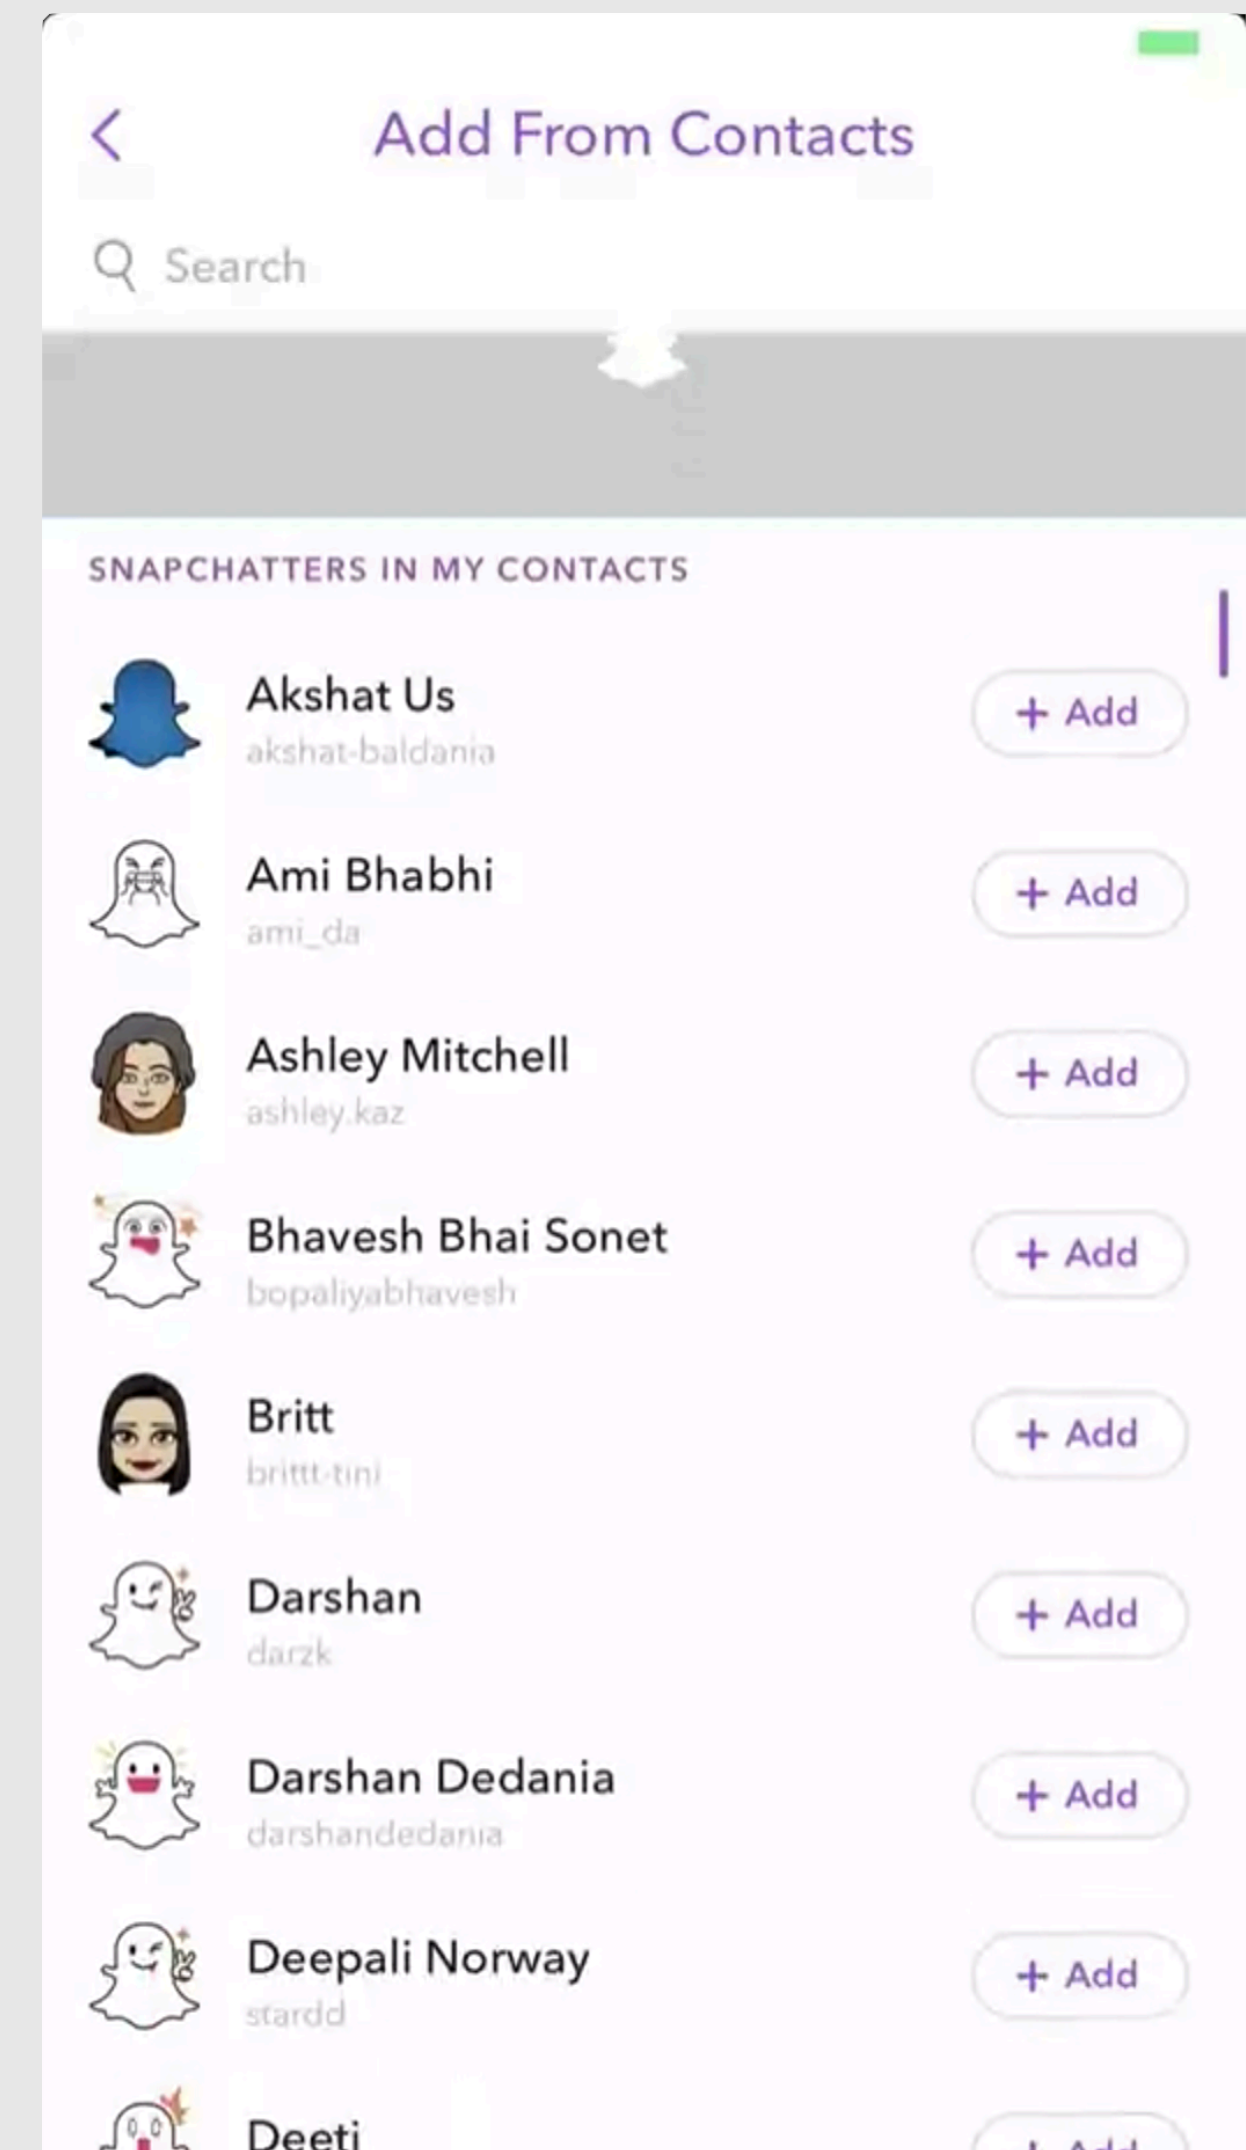 Add From Contacts
Search
SNAPCHATTERS IN MY CONTACTS
Akshat Us
akshat-baldania
+ Add
Ami Bhabhi
ami_da
+ Add
Ashley Mitchell
ashley.kaz
+ Add
Bhavesh Bhai Sonet
bopaliyabhavesh
+ Add
Britt
brittt-tini
+ Add
Darshan
darzk
+ Add
Darshan Dedania
darshandedania
+ Add
Deepali Norway
stardd
+ Add
Deeti
+ Add